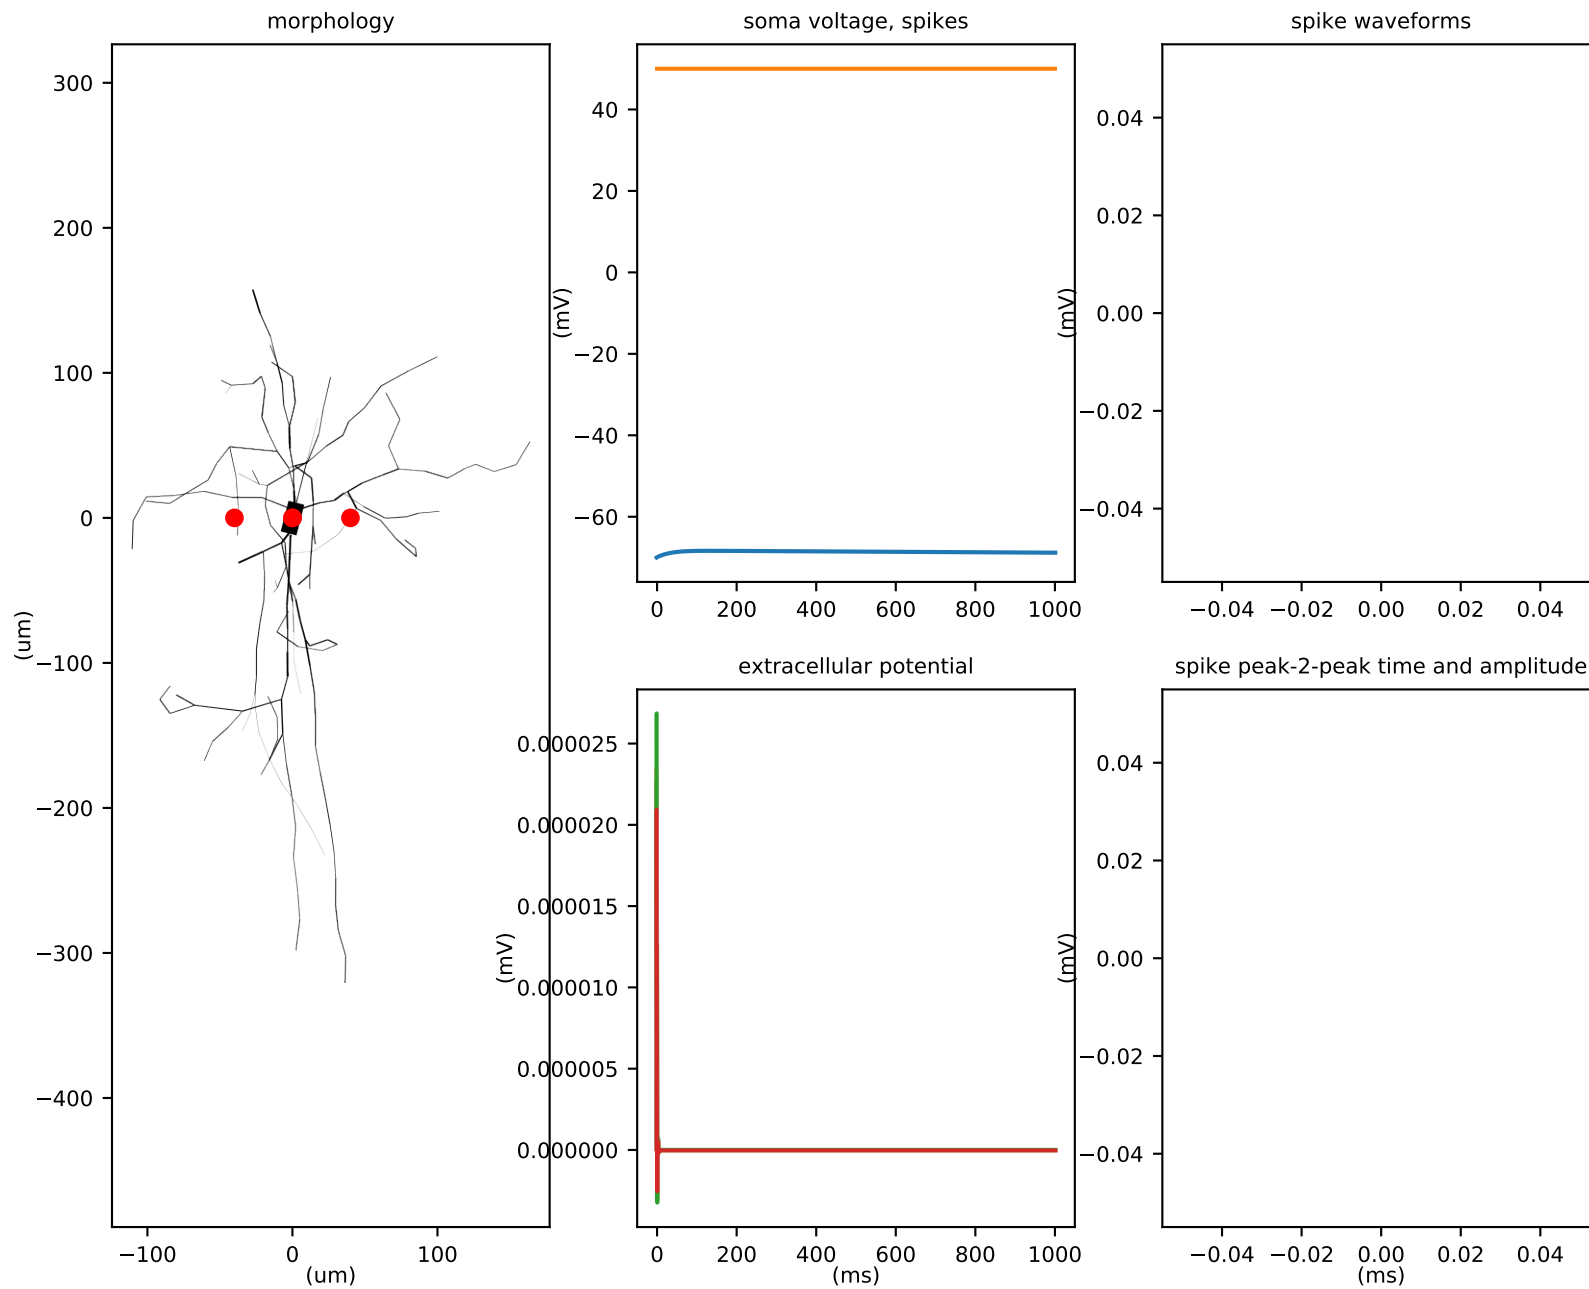 morphology
300
200
100
0
−100
−200
−300
−400
(um)
−100 0 100
(um)
soma voltage, spikes
40
20
0
−20
−40
−60
(mV)
0 200 400 600 800 1000
spike waveforms
0.04
0.02
0.00
−0.02
−0.04
(mV)
−0.04 −0.02 0.00 0.02 0.04
extracellular potential
0.000025
0.000020
0.000015
0.000010
0.000005
0.000000
(mV)
0 200 400 600 800 1000
(ms)
spike peak-2-peak time and amplitude
0.04
0.02
0.00
−0.02
−0.04
(mV)
−0.04 −0.02 0.00 0.02 0.04
(ms)